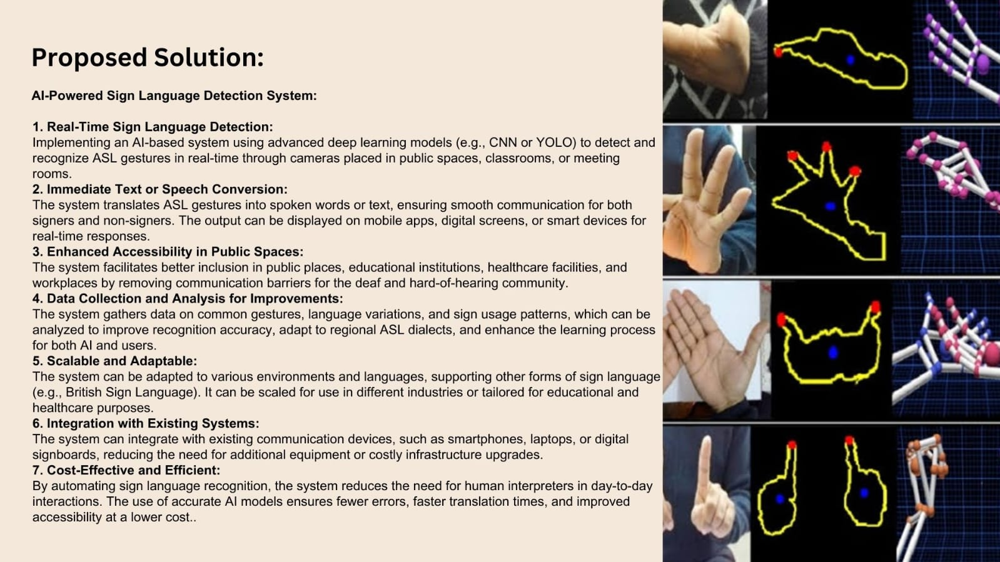 Proposed Solution:
AI-Powered Sign Language Detection System:
1. Real-Time Sign Language Detection:
Implementing an AI-based system using advanced deep learning models (e.g., CNN or YOLO) to detect and
recognize ASL gestures in real-time through cameras placed in public spaces, classrooms, or meeting
rooms.
2. Immediate Text or Speech Conversion:
The system translates ASL gestures into spoken words or text, ensuring smooth communication for both
signers and non-signers. The output can be displayed on mobile apps, digital screens, or smart devices for
real-time responses.
3. Enhanced Accessibility in Public Spaces:
The system facilitates better inclusion in public places, educational institutions, healthcare facilities, and
workplaces by removing communication barriers for the deaf and hard-of-hearing community.
4. Data Collection and Analysis for Improvements:
The system gathers data on common gestures, language variations, and sign usage patterns, which can be
analyzed to improve recognition accuracy, adapt to regional ASL dialects, and enhance the learning process
for both AI and users.
5. Scalable and Adaptable:
The system can be adapted to various environments and languages, supporting other forms of sign language
(e.g., British Sign Language). It can be scaled for use in different industries or tailored for educational and
healthcare purposes.
6. Integration with Existing Systems:
The system can integrate with existing communication devices, such as smartphones, laptops, or digital
signboards, reducing the need for additional equipment or costly infrastructure upgrades.
7. Cost-Effective and Efficient:
By automating sign language recognition, the system reduces the need for human interpreters in day-to-day
interactions. The use of accurate AI models ensures fewer errors, faster translation times, and improved
accessibility at a lower cost..